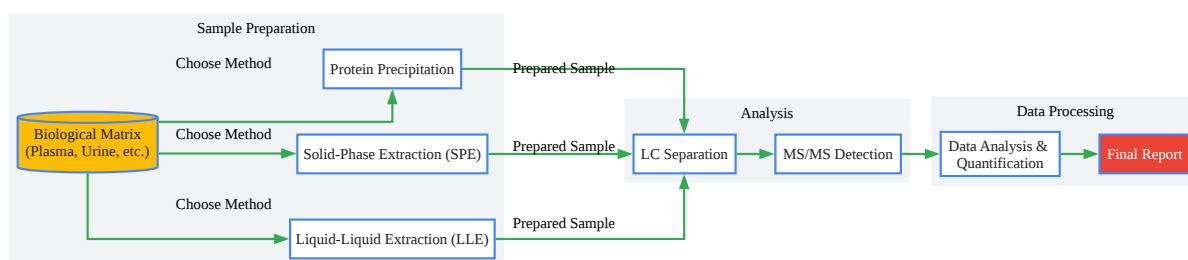 Sample Preparation
Choose Method
Protein Precipitation
Prepared Sample
Biological Matrix
(Plasma, Urine, etc.)
Choose Method
Solid-Phase Extraction (SPE)
Prepared Sample
Choose Method
Liquid-Liquid Extraction (LLE)
Prepared Sample
Analysis
LC Separation
MS/MS Detection
Data Processing
Data Analysis &
Quantification
Final Report